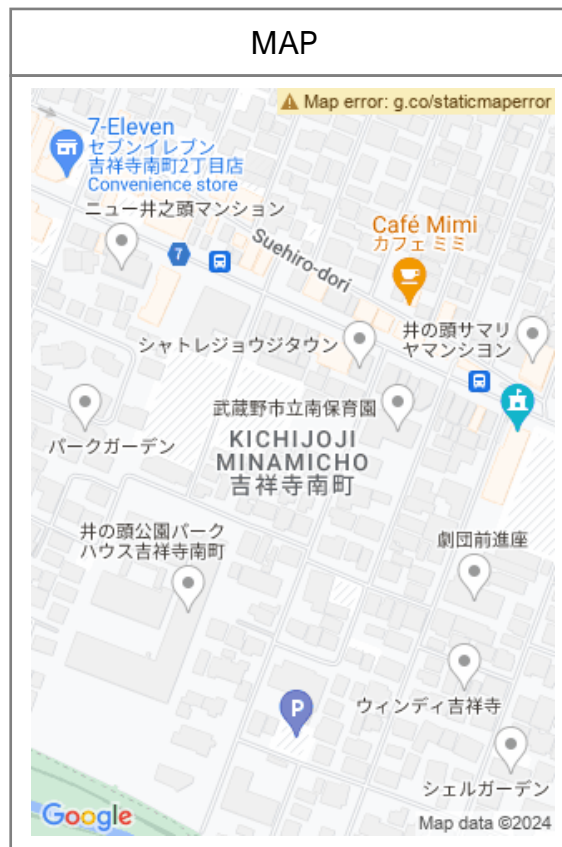 MAP
Map error: g.co/staticmaperror
7-Eleven
セブンイレブン
吉祥寺南町2丁目店
Convenience store
ニュー井之頭マンション
7
Suehiro-dori
Café Mimi
カフェ ミミ
シャトレジョウジタウン
井の頭サマリ
ヤマンシヨン
武蔵野市立南保育園
パークガーデン
KICHIJOJI
MINAMICHO
吉祥寺南町
井の頭公園パーク
ハウス吉祥寺南町
劇団前進座
P
ウィンディ吉祥寺
シェルガーデン
Google
Map data ©2024